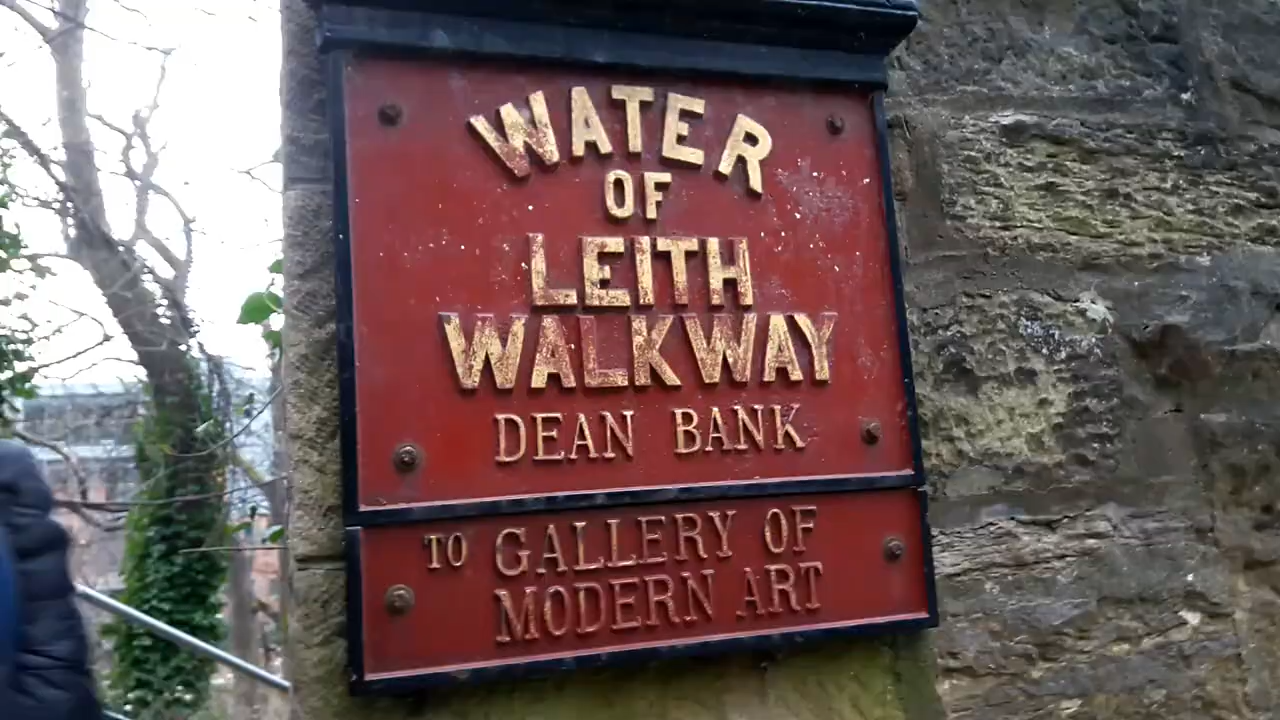 WATER
OF
LEITH
WALKWAY
DEAN BANK
TO GALLERY OF
MODERN ART